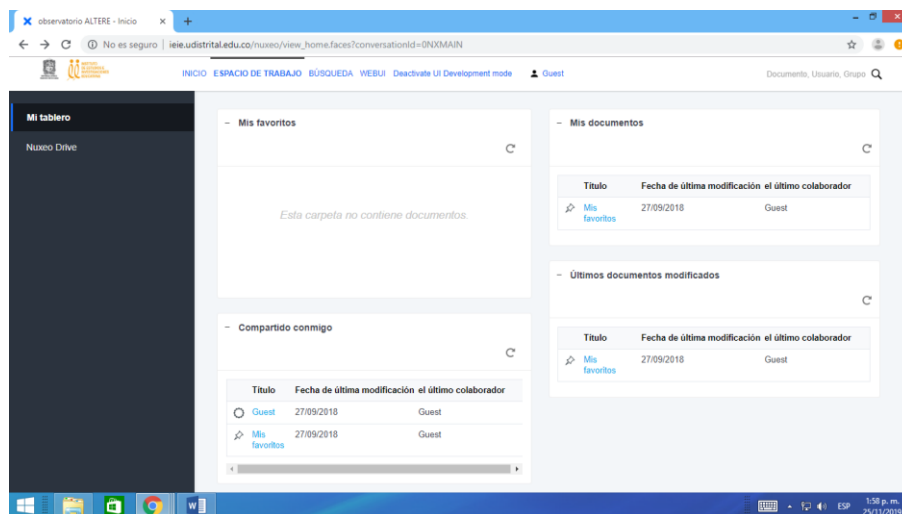 observatorio ALTERE - Inicio
No es seguro | ieie.udistrital.edu.co/nuxeo/view_home.faces?conversationId=0NXMAIN
INICIO ESPACIO DE TRABAJO BÚSQUEDA WEBUI Deactivate UI Development mode Guest Documento, Usuario, Grupo
Mi tablero
Nuxeo Drive
Mis favoritos
Esta carpeta no contiene documentos.
Compartido conmigo
Título Fecha de última modificación el último colaborador
Guest 27/09/2018 Guest
Mis favoritos 27/09/2018 Guest
Mis documentos
Título Fecha de última modificación el último colaborador
Mis favoritos 27/09/2018 Guest
Últimos documentos modificados
Título Fecha de última modificación el último colaborador
Mis favoritos 27/09/2018 Guest
ESP
1:58 p. m.
25/11/2019